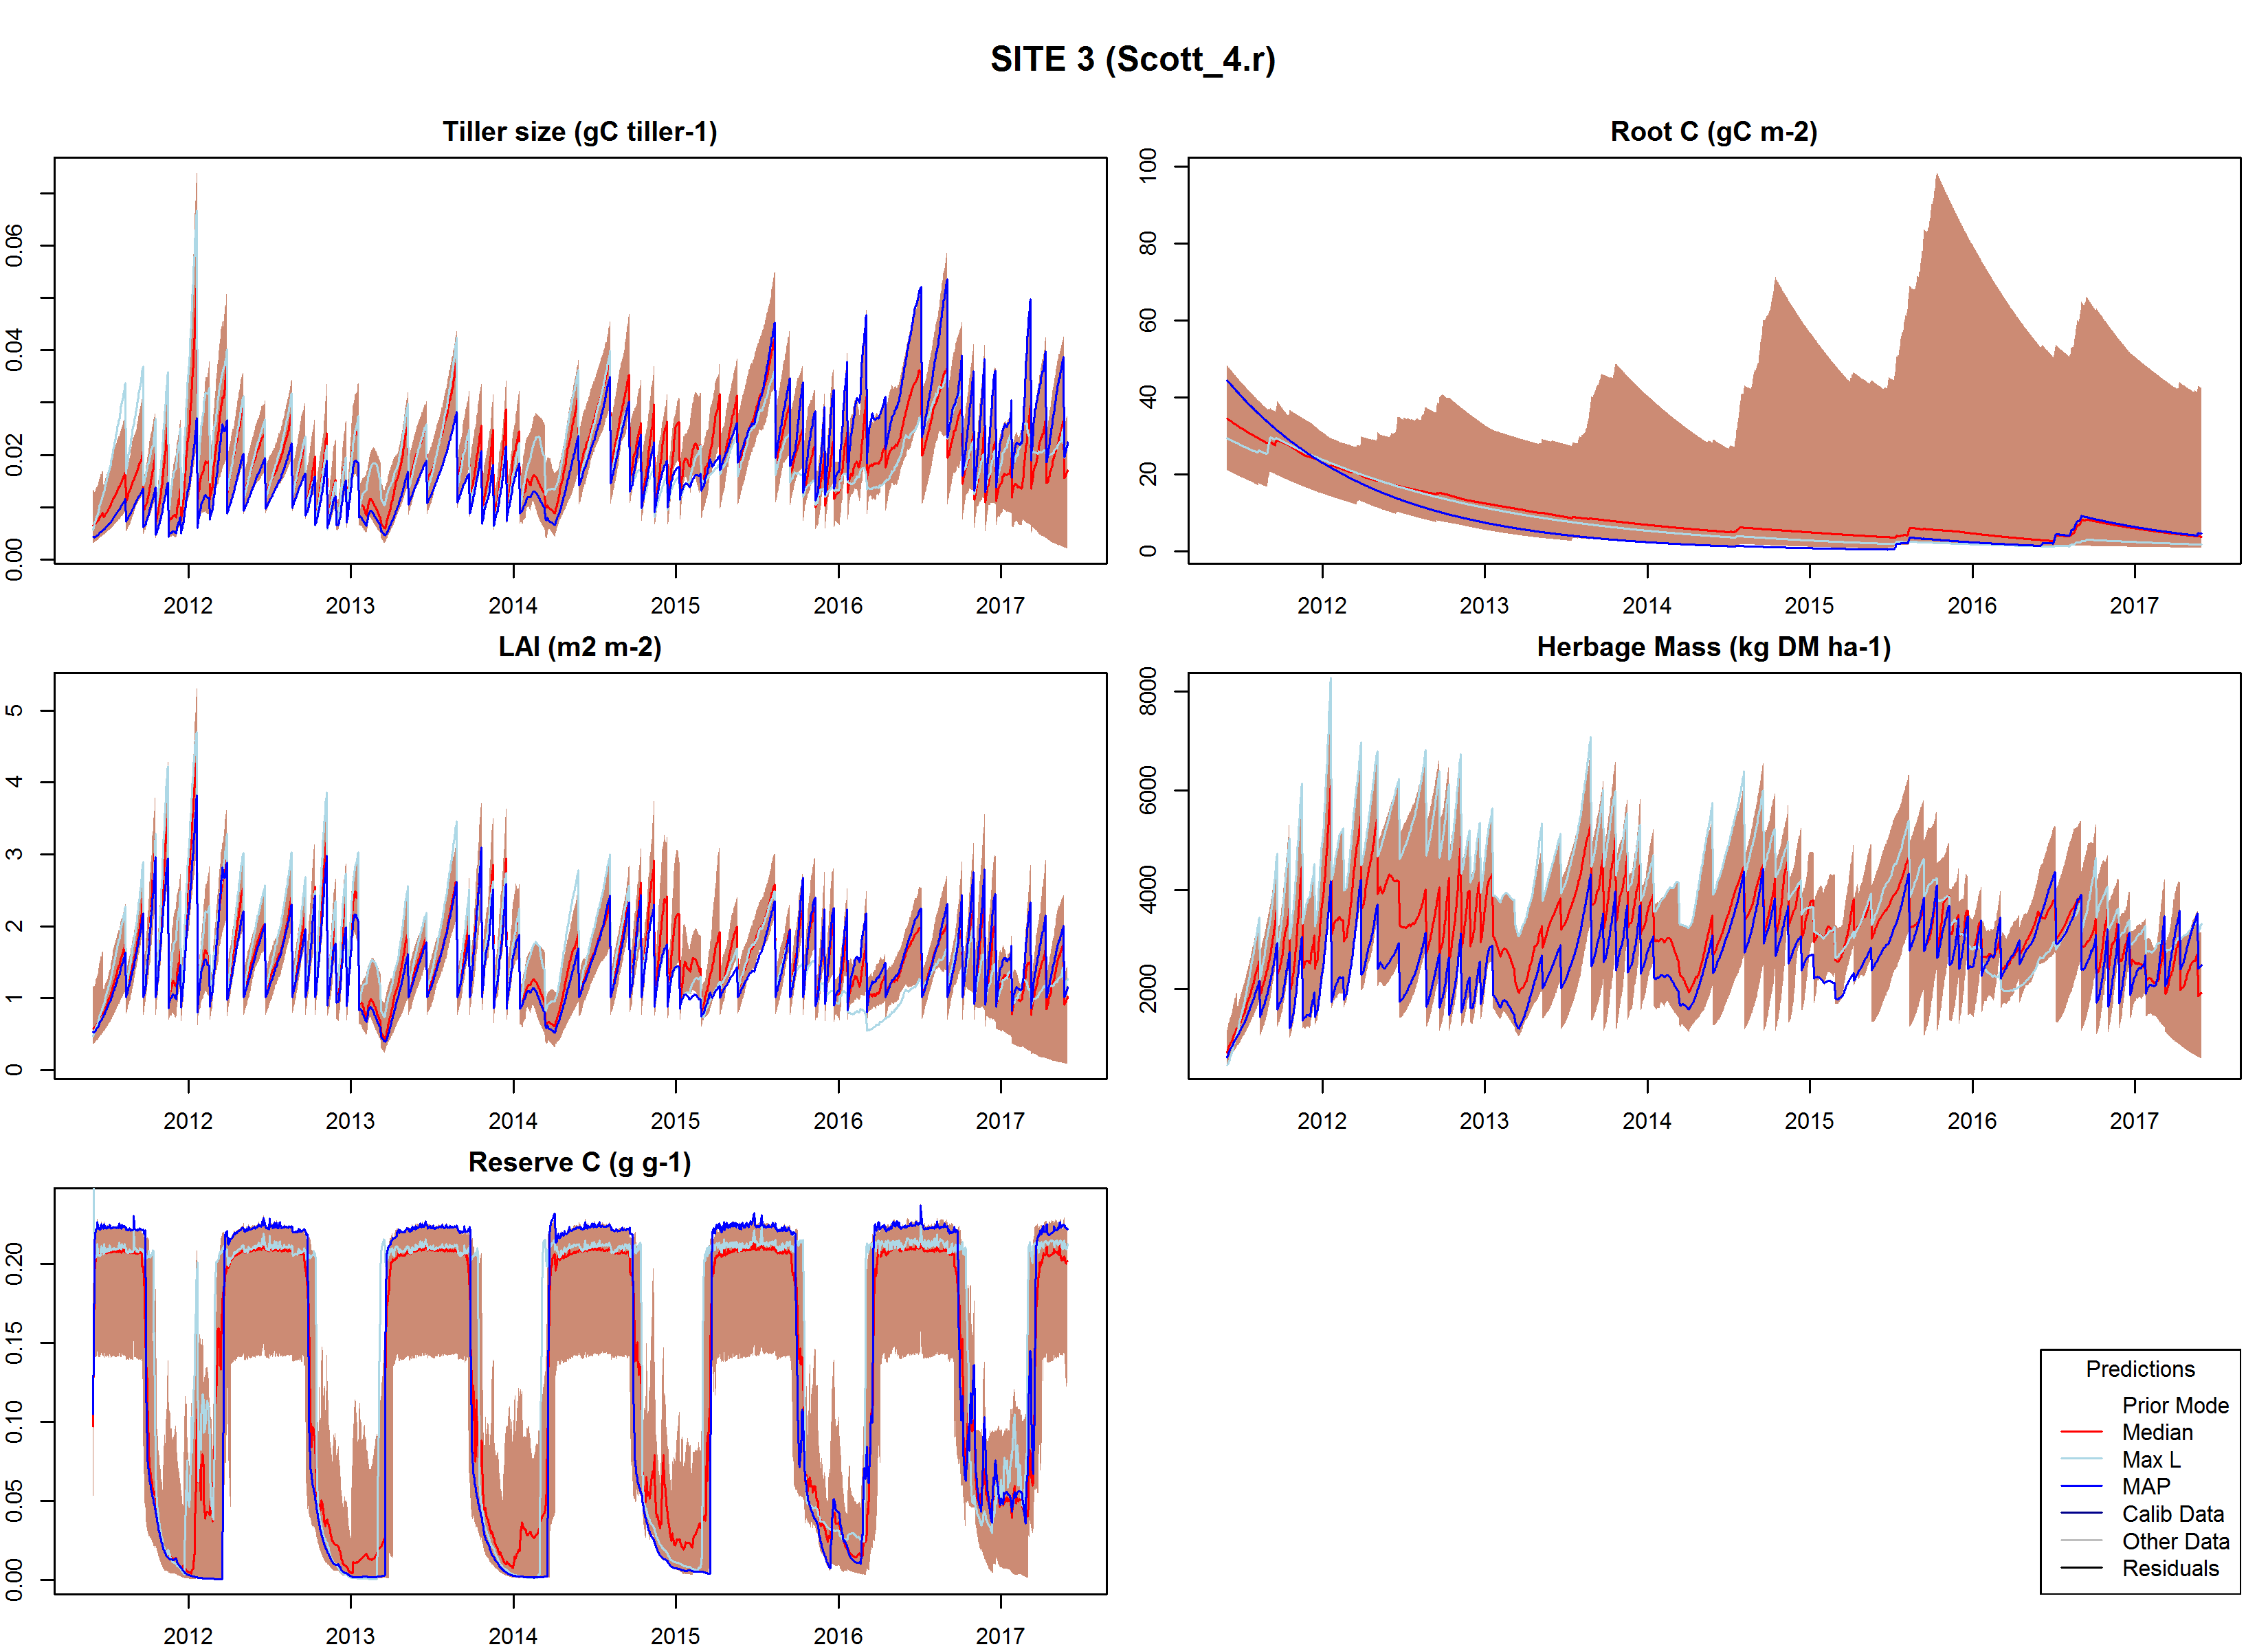 SITE 3 (Scott_4.r)
Tiller size (gC tiller-1)
0.00 0.02 0.04 0.06
2012 2013 2014 2015 2016 2017
Root C (gC m-2)
0 20 40 60 80 100
2012 2013 2014 2015 2016 2017
LAI (m2 m-2)
0 1 2 3 4 5
2012 2013 2014 2015 2016 2017
Herbage Mass (kg DM ha-1)
2000 4000 6000 8000
2012 2013 2014 2015 2016 2017
Reserve C (g g-1)
0.00 0.05 0.10 0.15 0.20
2012 2013 2014 2015 2016 2017
Predictions
Prior Mode
Median
Max L
MAP
Calib Data
Other Data
Residuals